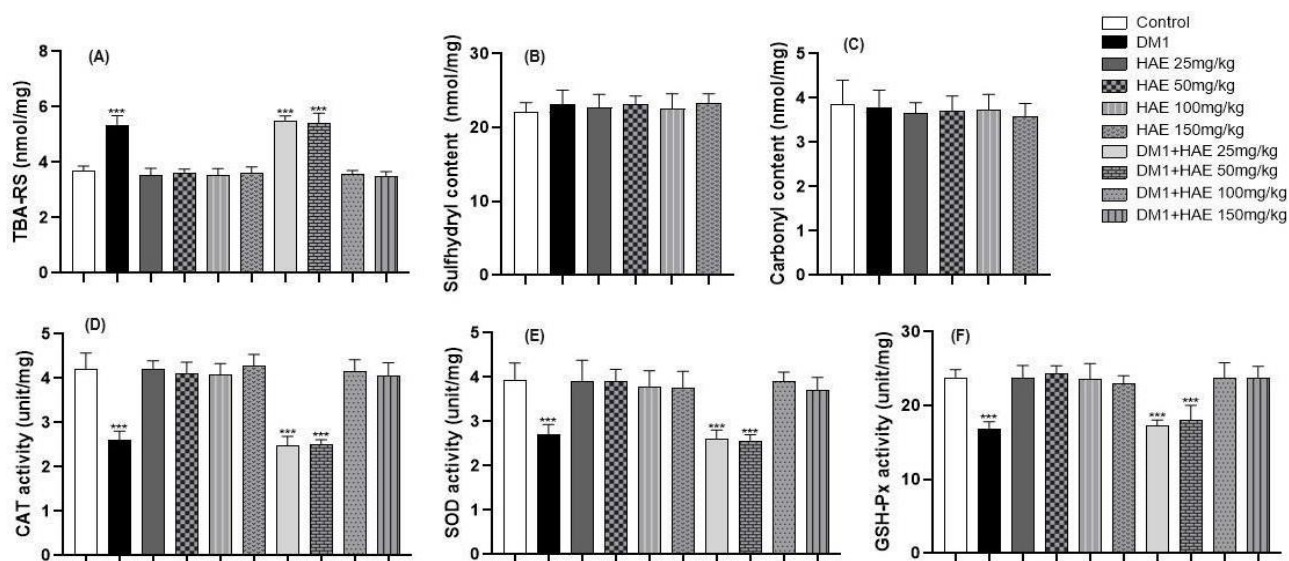 (A)
TBA-RS (nmol/mg)
8
6
4
2
0
***
***
***
(B)
Sulfhydryl content (nmol/mg)
30
20
10
0
(C)
Carbonyl content (nmol/mg)
5
4
3
2
1
0
Control
DM1
HAE 25mg/kg
HAE 50mg/kg
HAE 100mg/kg
HAE 150mg/kg
DM1+HAE 25mg/kg
DM1+HAE 50mg/kg
DM1+HAE 100mg/kg
DM1+HAE 150mg/kg
(D)
CAT activity (unit/mg)
5
4
3
2
1
0
***
***
***
(E)
SOD activity (unit/mg)
5
4
3
2
1
0
***
***
***
(F)
GSH-Px activity (unit/mg)
30
20
10
0
***
***
***